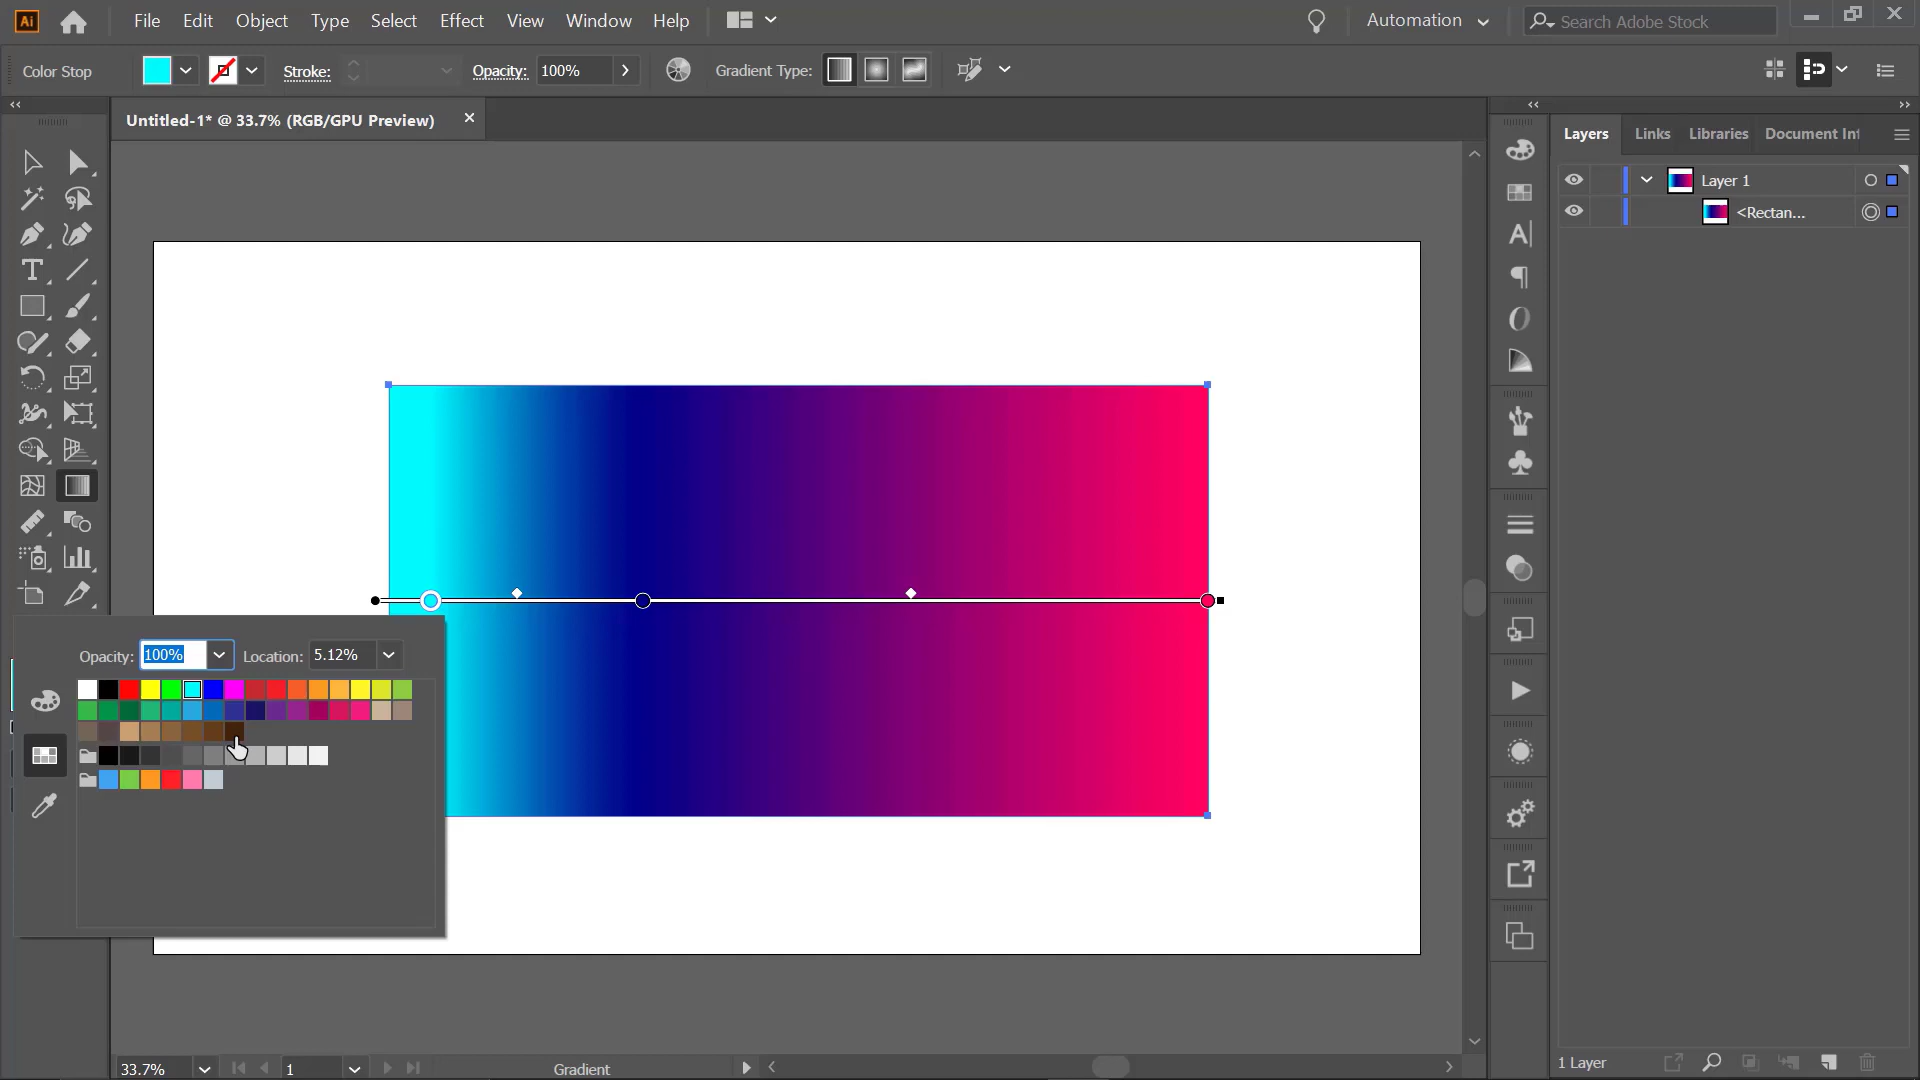 Ai File Edit Object Type Select Effect View Window Help Automation Search Adobe Stock
Color Stop Stroke: Opacity: 100% Gradient Type:
Untitled-1* @ 33.7% (RGB/GPU Preview)
Layers Links Libraries Document Inf
Layer 1
<Rectan...
Opacity: 100% Location: 5.12%
33.7% 1 Gradient
1 Layer